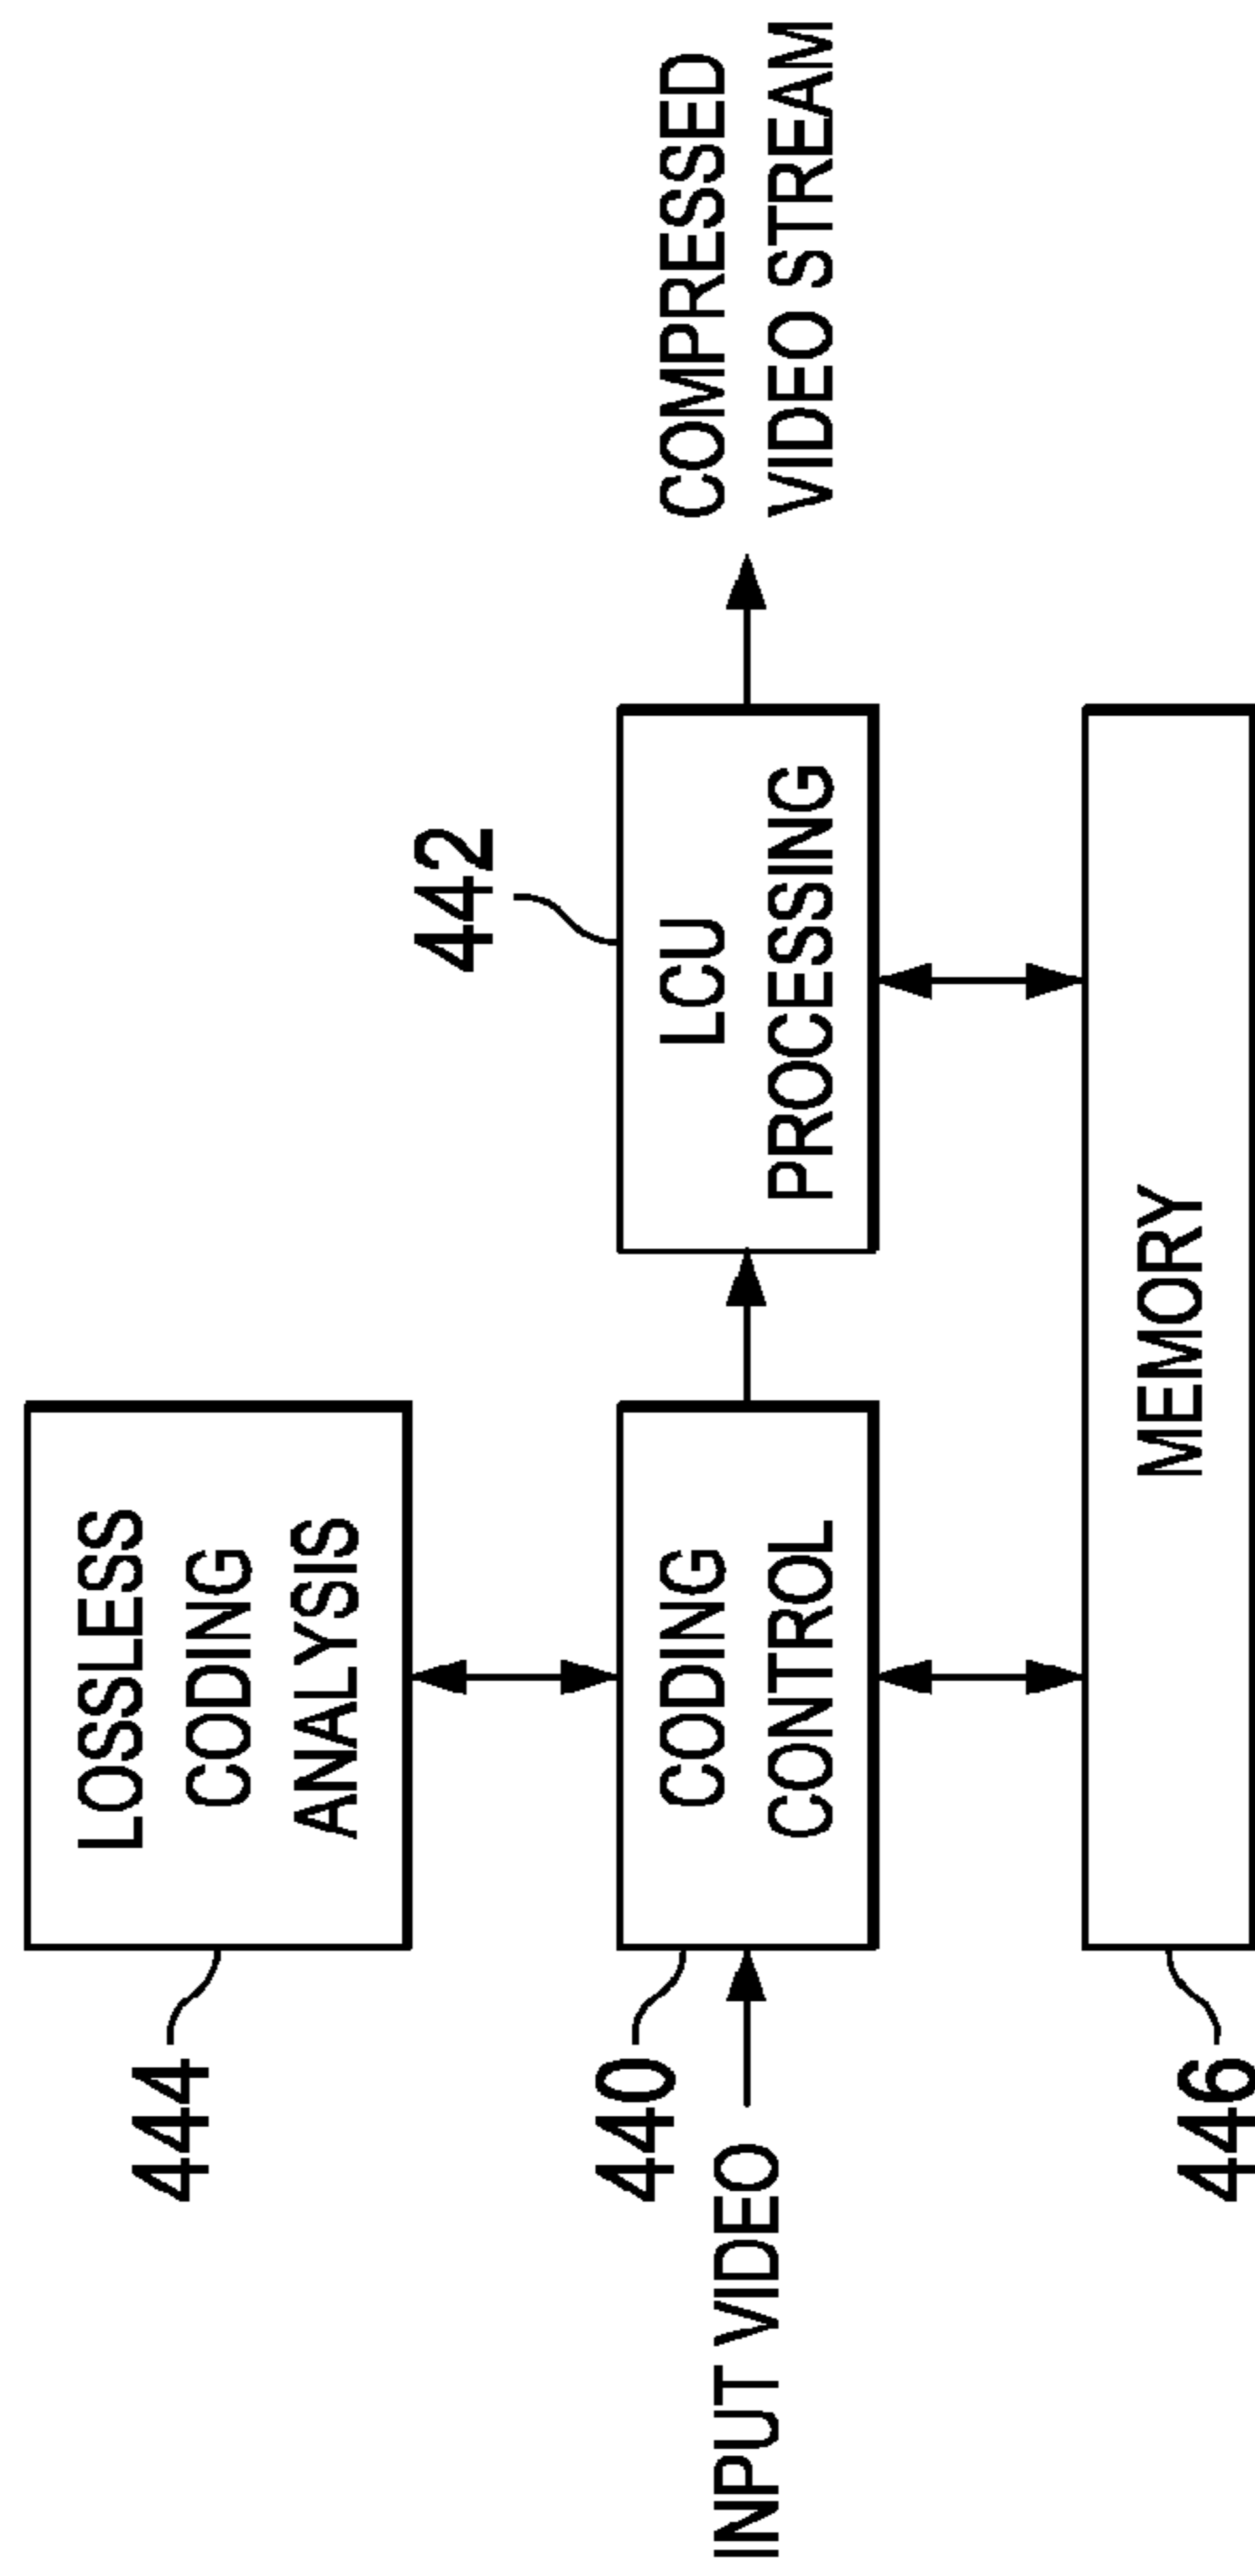 444
LOSSLESS
CODING
ANALYSIS
442
440
INPUT VIDEO
CODING
CONTROL
LCU
PROCESSING
COMPRESSED
VIDEO STREAM
446
MEMORY